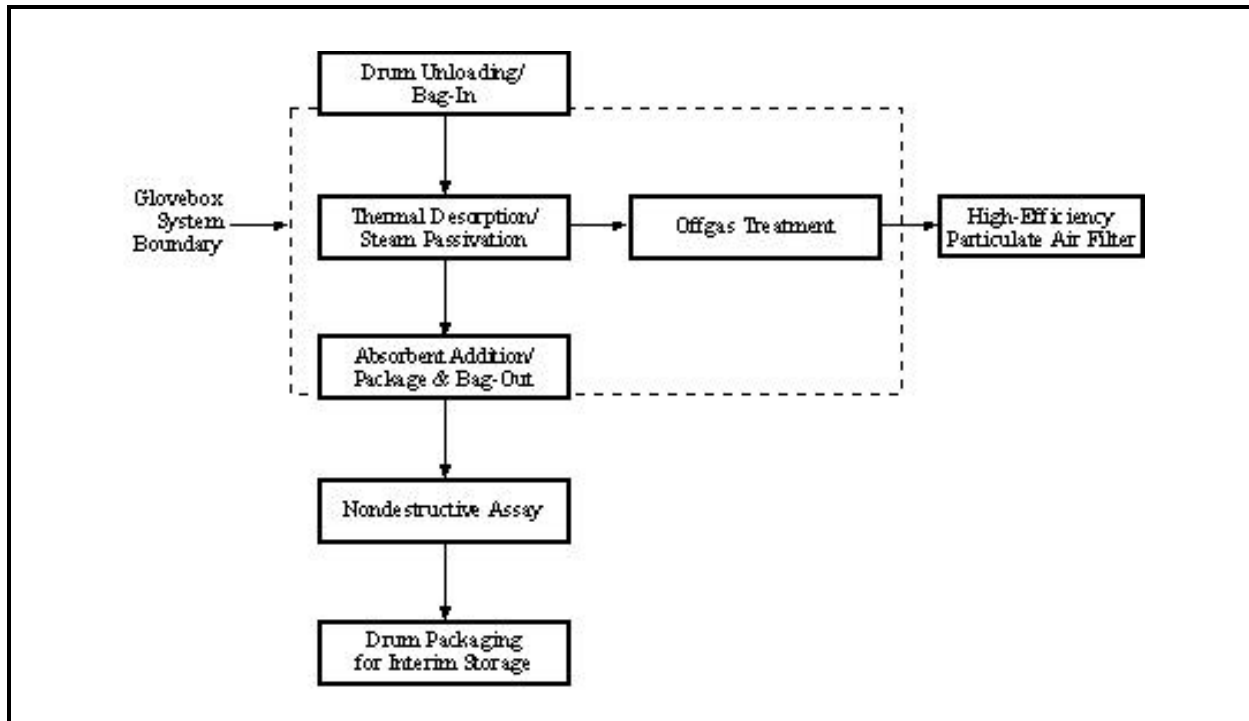 Drum Unloading/
Bag-In
Glovebox
System
Boundary
Thermal Desorption/
Steam Passivation
Offgas Treatment
High-Efficiency
Particulate Air Filter
Absorbent Addition/
Package & Bag-Out
Nondestructive Assay
Drum Packaging
for Interim Storage